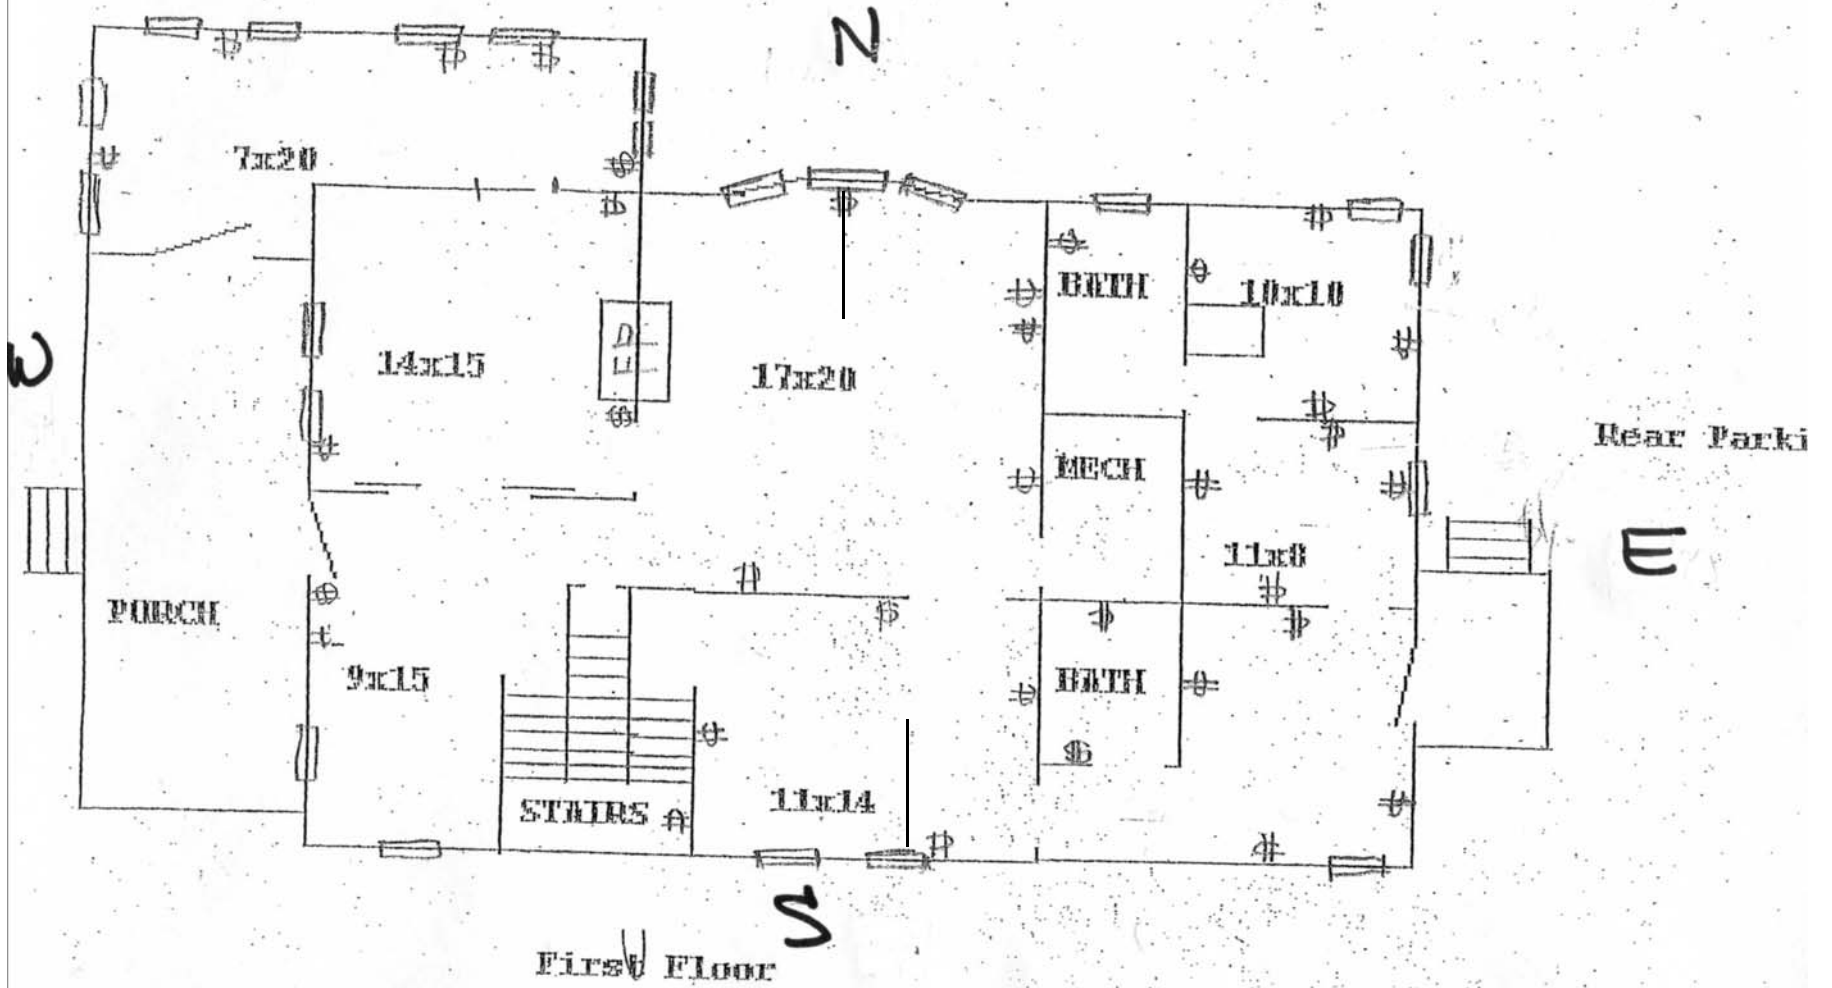 N
7x20
BATH
10x10
W
14x15
17x20
Rear Parki
MECH
E
11x8
PORCH
9x15
BATH
STAIRS
11x14
S
First Floor